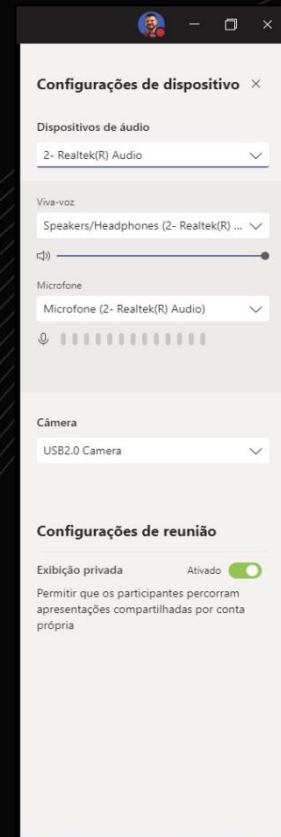 Configurações de dispositivo
Dispositivos de áudio
2- Realtek(R) Audio
Viva-voz
Speakers/Headphones (2- Realtek(R) ...
Microfone
Microfone (2- Realtek(R) Audio)
Câmera
USB2.0 Camera
Configurações de reunião
Exibição privada Ativado
Permitir que os participantes percorram
apresentações compartilhadas por conta
própria